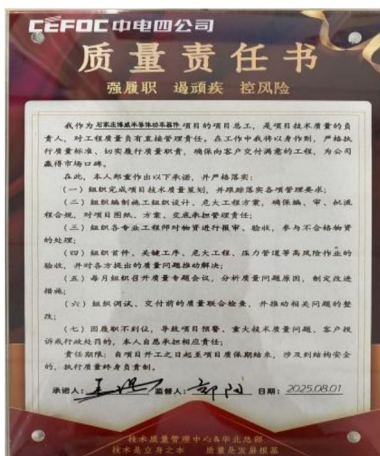 CEFOC 中电四公司
质量责任书
强履职 遏顽疾 控风险
我作为石家庄博威半导体功率器件项目的项目总工，是项目技术质量的负
责人，对工程质量负有直接管理责任。在工作中我将以身作则，严格执
行质量标准、切实履行质量职责，确保向客户交付满意的工程，为公司
赢得市场口碑。
在此，本人郑重作出以下承诺，并严格落实：
（一）组织完成项目技术质量策划，并跟踪落实各项管理要求；
（二）组织编制施工组织设计、危大工程方案，确保编、审、批流
程合规，对项目图纸、方案、交底承担管理责任；
（三）组织各专业工程师对物资进行报审、验收，参与不合格物资
的处理；
（四）组织首件、关键工序、危大工程、压力管道等高风险作业的
验收，并对各方提出的质量问题推动解决；
（五）每月组织召开质量专题会议，分析质量问题原因，制定改进
措施；
（六）组织调试、交付前的质量联合检查，并推动相关问题的整
改；
（七）因履职不到位，导致项目预警、重大技术质量问题、客户投
诉或行政处罚的，本人自愿承担相应责任；
责任期限：自项目开工之日起至项目质保期结束，涉及到结构安全
的，执行质量终身负责制。
承诺人： 监督人： 日期：2025.08.01
技术质量管理中心&华北总部
技术是立身之本 质量是发展根基